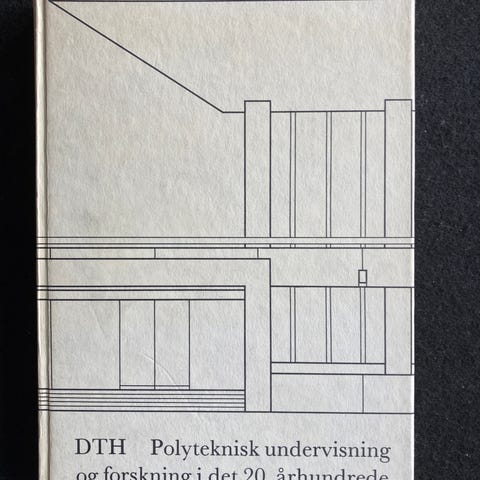 DTH Polyteknisk undervisning
og forskning i det 20. århundrede